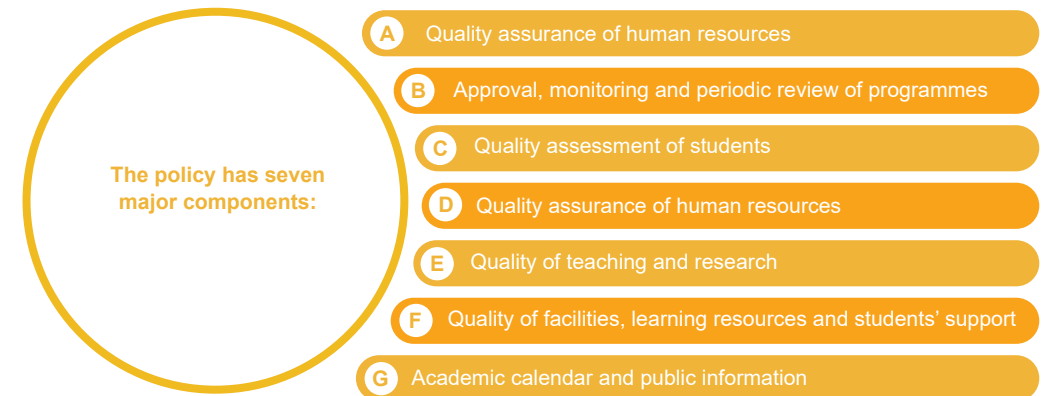 The policy has seven
major components:
A Quality assurance of human resources
B Approval, monitoring and periodic review of programmes
C Quality assessment of students
D Quality assurance of human resources
E Quality of teaching and research
F Quality of facilities, learning resources and students’ support
G Academic calendar and public information